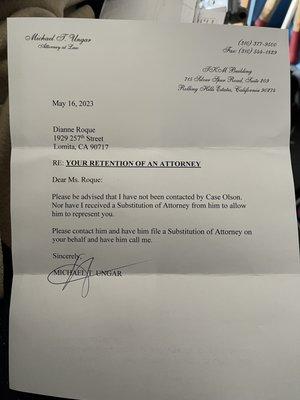 Michael T. Ungar
Attorney at Law
(310) 377-9500
Fax: (310) 544-1529
PKM Building
715 Silver Spur Road, Suite 209
Rolling Hills Estates, California 90274
May 16, 2023
Dianne Roque
1929 257th Street
Lomita, CA 90717
RE: YOUR RETENTION OF AN ATTORNEY
Dear Ms. Roque:
Please be advised that I have not been contacted by Case Olson.
Nor have I received a Substitution of Attorney from him to allow
him to represent you.
Please contact him and have him file a Substitution of Attorney on
your behalf and have him call me.
Sincerely,
MICHAEL T. UNGAR